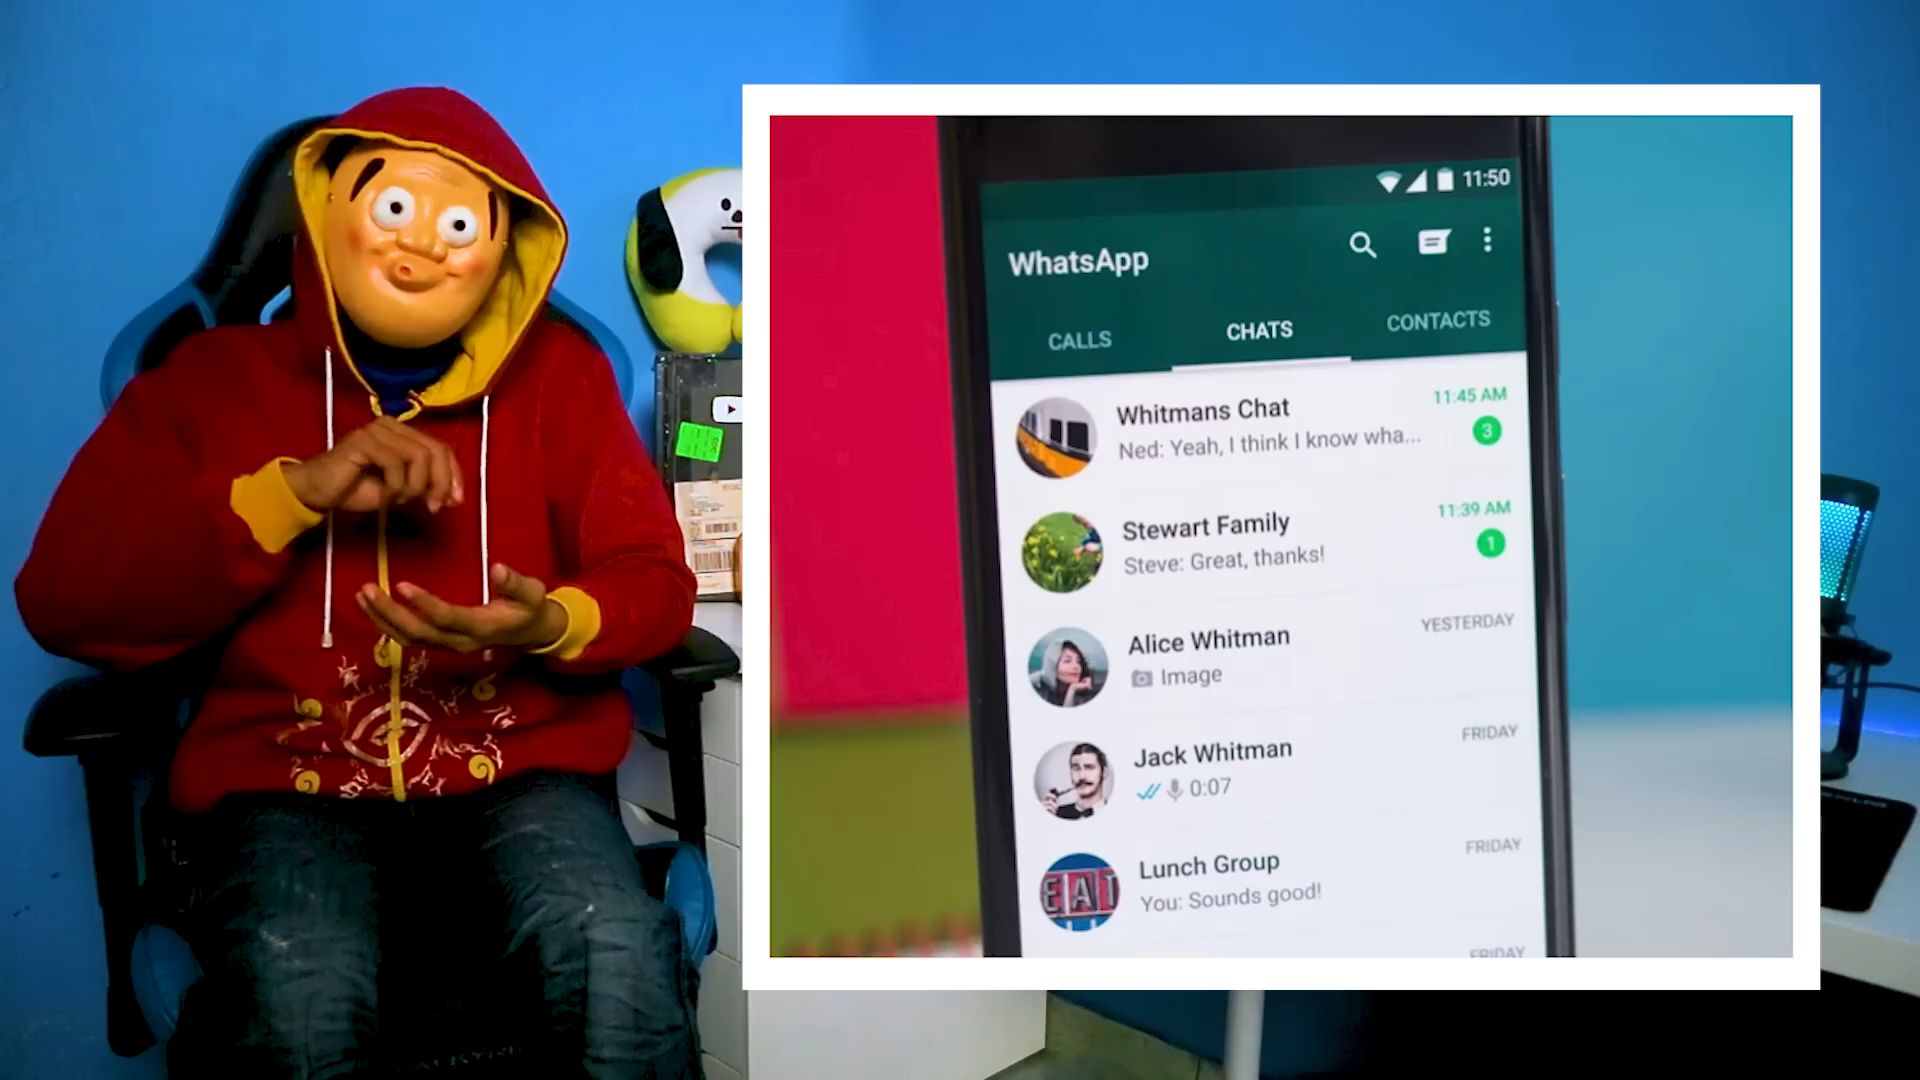 11:50
WhatsApp
CALLS
CHATS
CONTACTS
Whitmans Chat
11:45 AM
Ned: Yeah, I think I know wha...
3
Stewart Family
11:39 AM
Steve: Great, thanks!
1
Alice Whitman
YESTERDAY
Image
Jack Whitman
FRIDAY
0:07
Lunch Group
FRIDAY
EAT
You: Sounds good!
FRIDAY